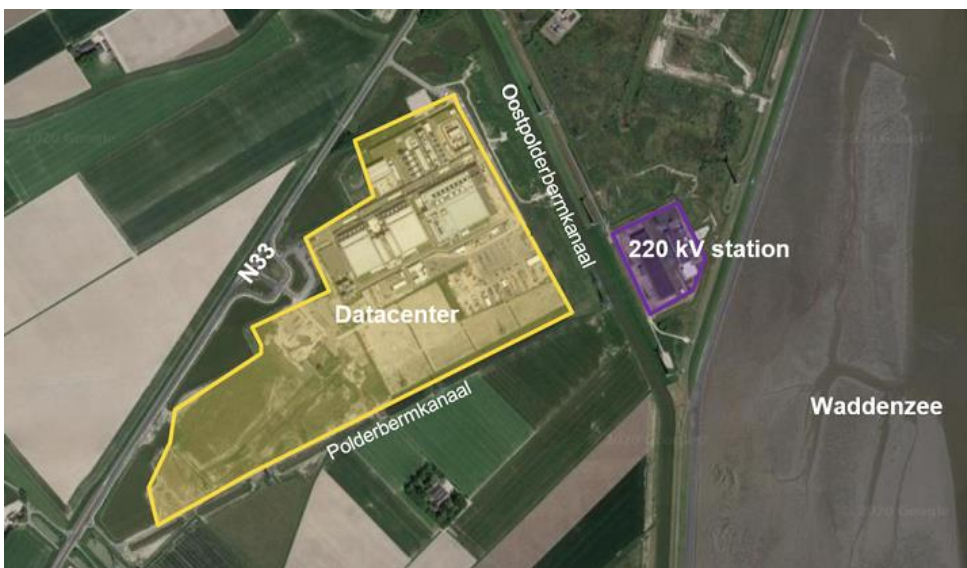 Oostpolderbermkanaal
N33
220 kV station
Datacenter
Polderbermkanaal
Waddenzee